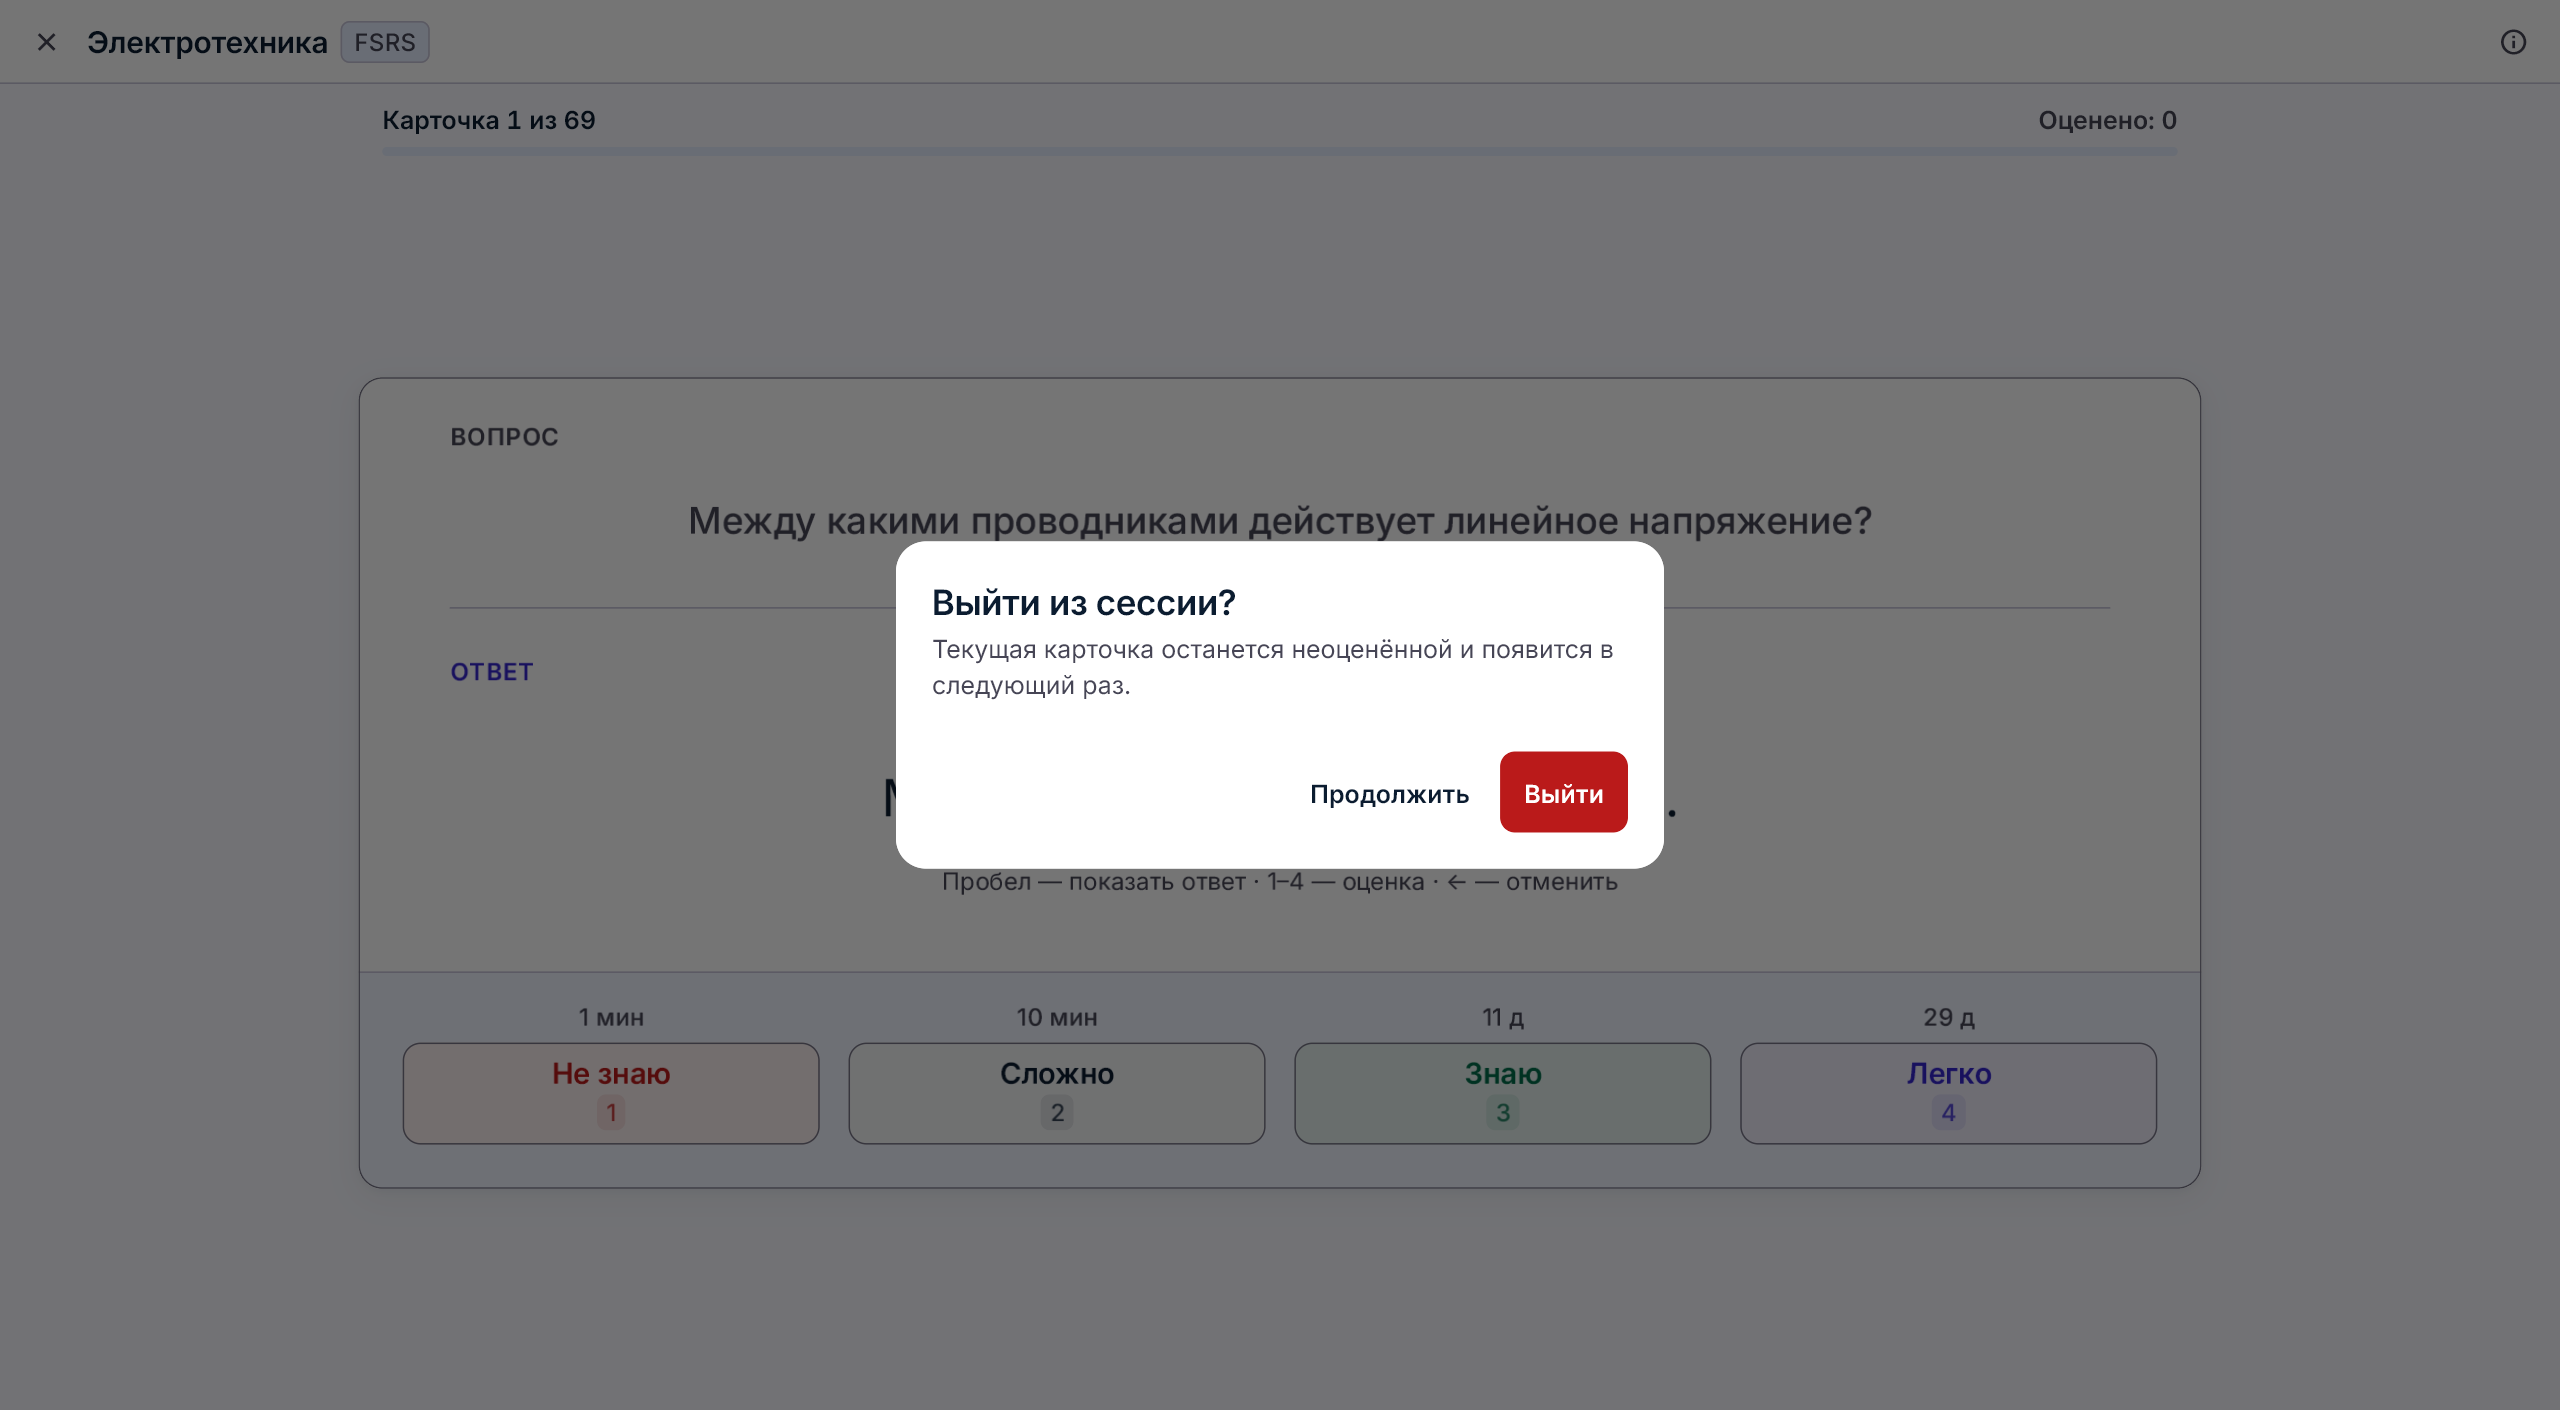 Электротехника FSRS
Карточка 1 из 69
Оценено: 0
ВОПРОС
Между какими проводниками действует линейное напряжение?
Выйти из сессии?
Текущая карточка останется неоценённой и появится в
следующий раз.
Продолжить
Выйти
ОТВЕТ
Пробел — показать ответ · 1–4 — оценка · ← — отменить
1 мин
Не знаю
1
10 мин
Сложно
2
11 д
Знаю
3
29 д
Легко
4